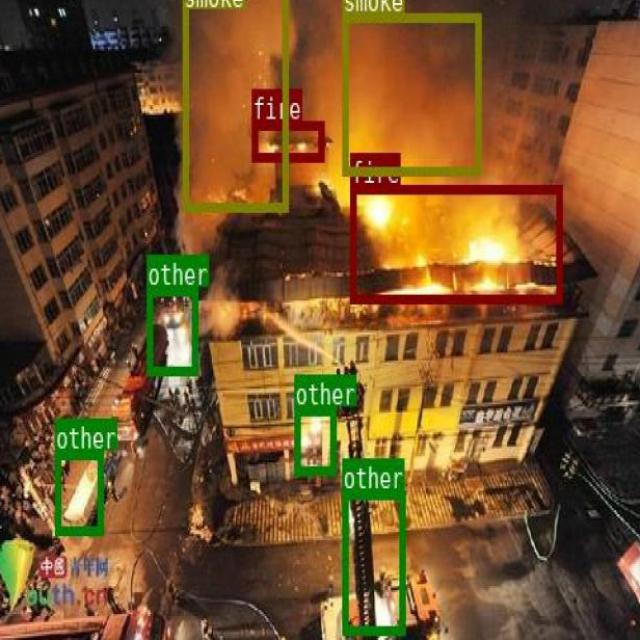 smoke
smoke
fire
fire
other
other
other
other
中国青年网
youth.cn